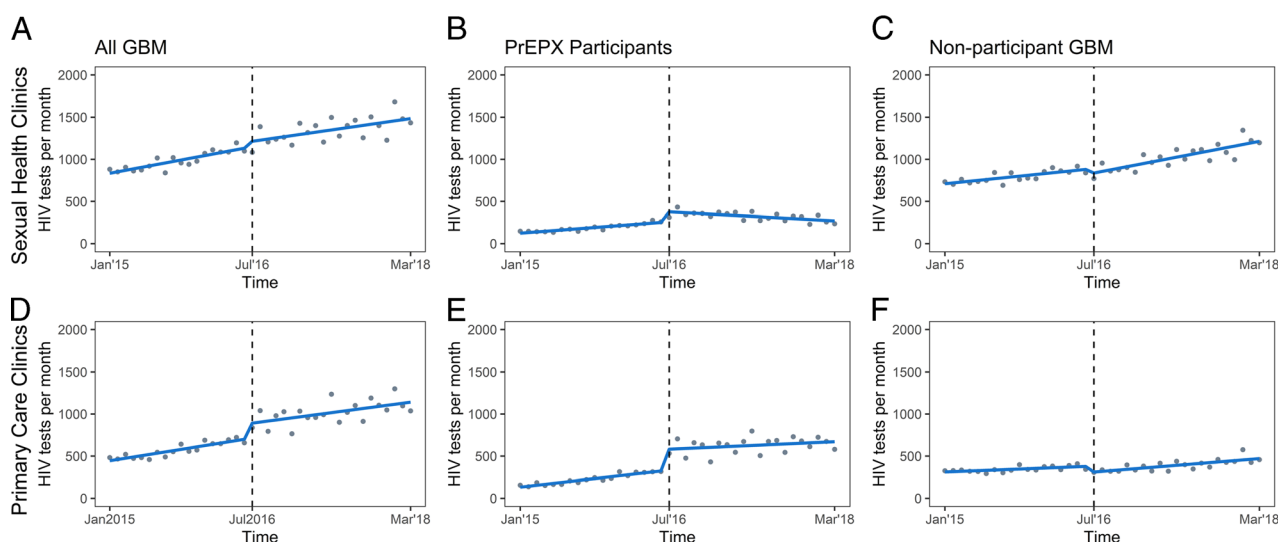 A
All GBM
Sexual Health Clinics
HIV tests per month
2000
1500
1000
500
0
Jan'15
Jul'16
Mar'18
Time
B
PrEPX Participants
HIV tests per month
2000
1500
1000
500
0
Jan'15
Jul'16
Mar'18
Time
C
Non-participant GBM
HIV tests per month
2000
1500
1000
500
0
Jan'15
Jul'16
Mar'18
Time
D
Primary Care Clinics
HIV tests per month
2000
1500
1000
500
0
Jan2015
Jul2016
Mar'18
Time
E
HIV tests per month
2000
1500
1000
500
0
Jan'15
Jul'16
Mar'18
Time
F
HIV tests per month
2000
1500
1000
500
0
Jan'15
Jul'16
Mar'18
Time